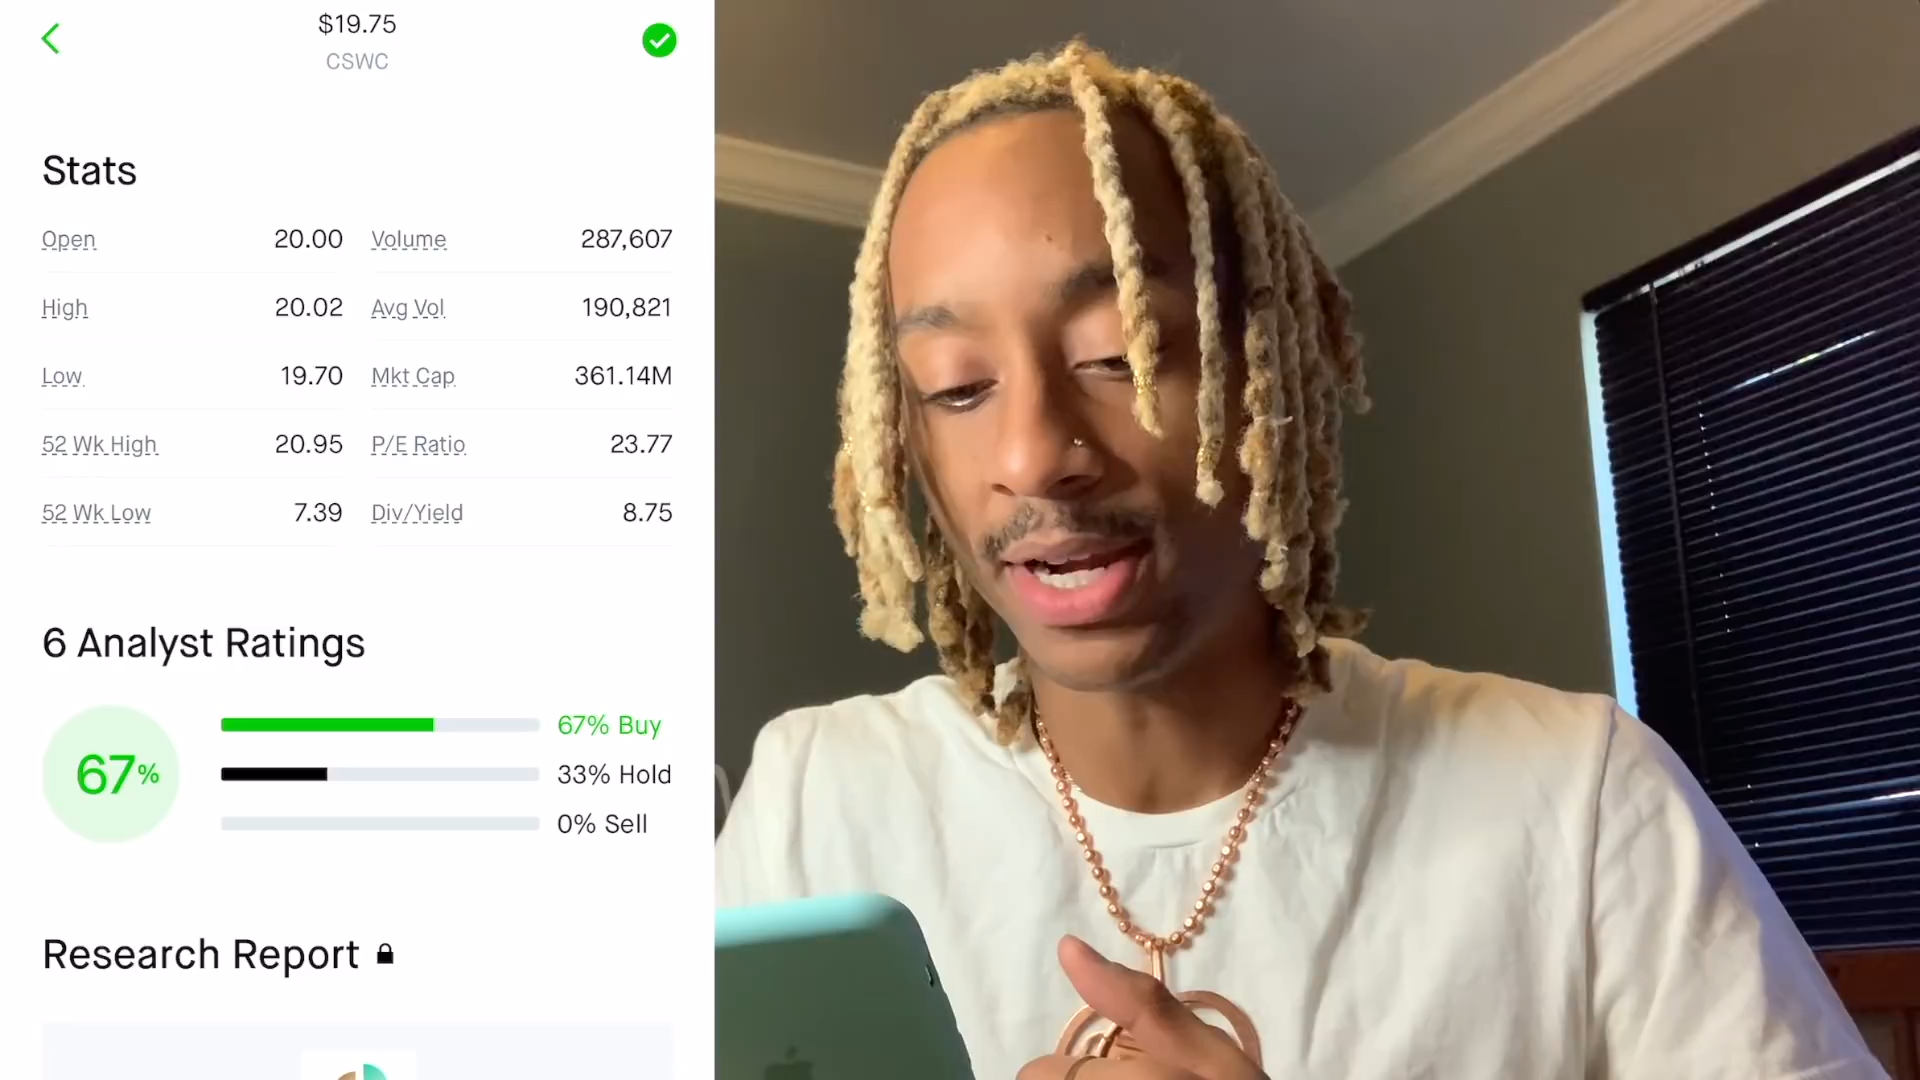 $19.75
CSWC
Stats
Open 20.00 Volume 287,607
High 20.02 Avg Vol 190,821
Low 19.70 Mkt Cap 361.14M
52 Wk High 20.95 P/E Ratio 23.77
52 Wk Low 7.39 Div/Yield 8.75
6 Analyst Ratings
67%
67% Buy
33% Hold
0% Sell
Research Report